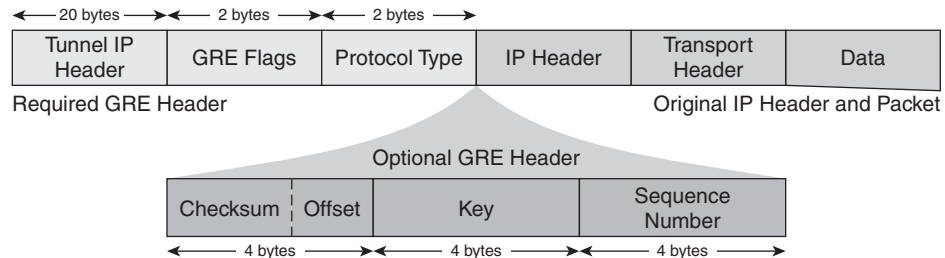 20 bytes 2 bytes 2 bytes
Tunnel IP Header GRE Flags Protocol Type IP Header Transport Header Data
Required GRE Header Original IP Header and Packet
Optional GRE Header
Checksum Offset Key Sequence Number
4 bytes 4 bytes 4 bytes